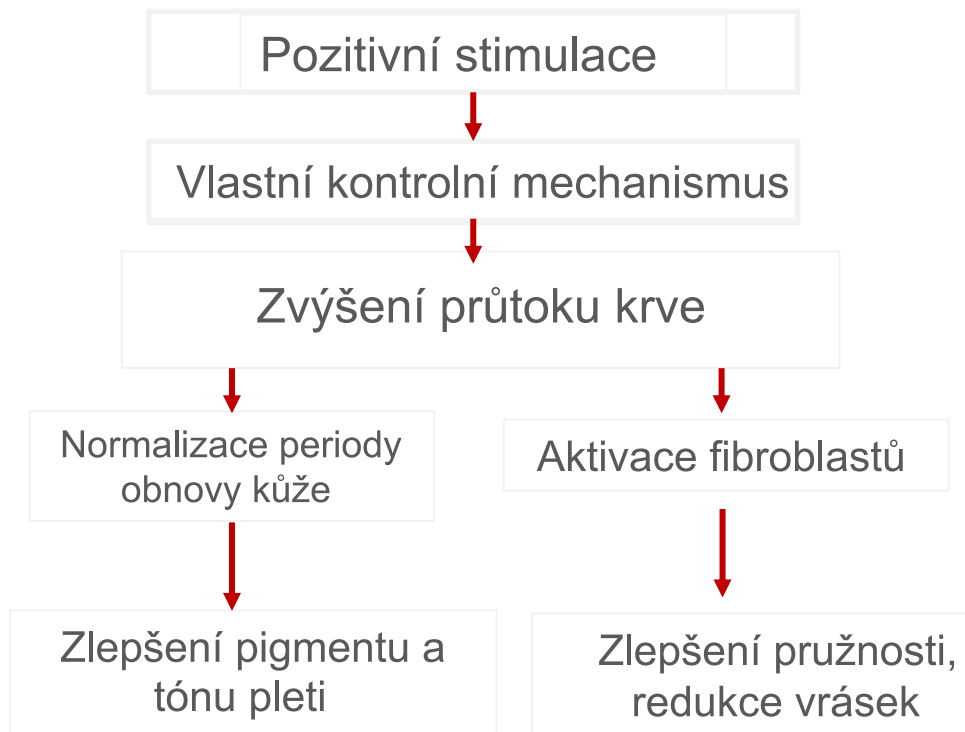 Pozitivní stimulace
Vlastní kontrolní mechanismus
Zvýšení průtoku krve
Normalizace periody
obnovy kůže
Aktivace fibroblastů
Zlepšení pigmentu a
tónu pleti
Zlepšení pružnosti,
redukce vrásek